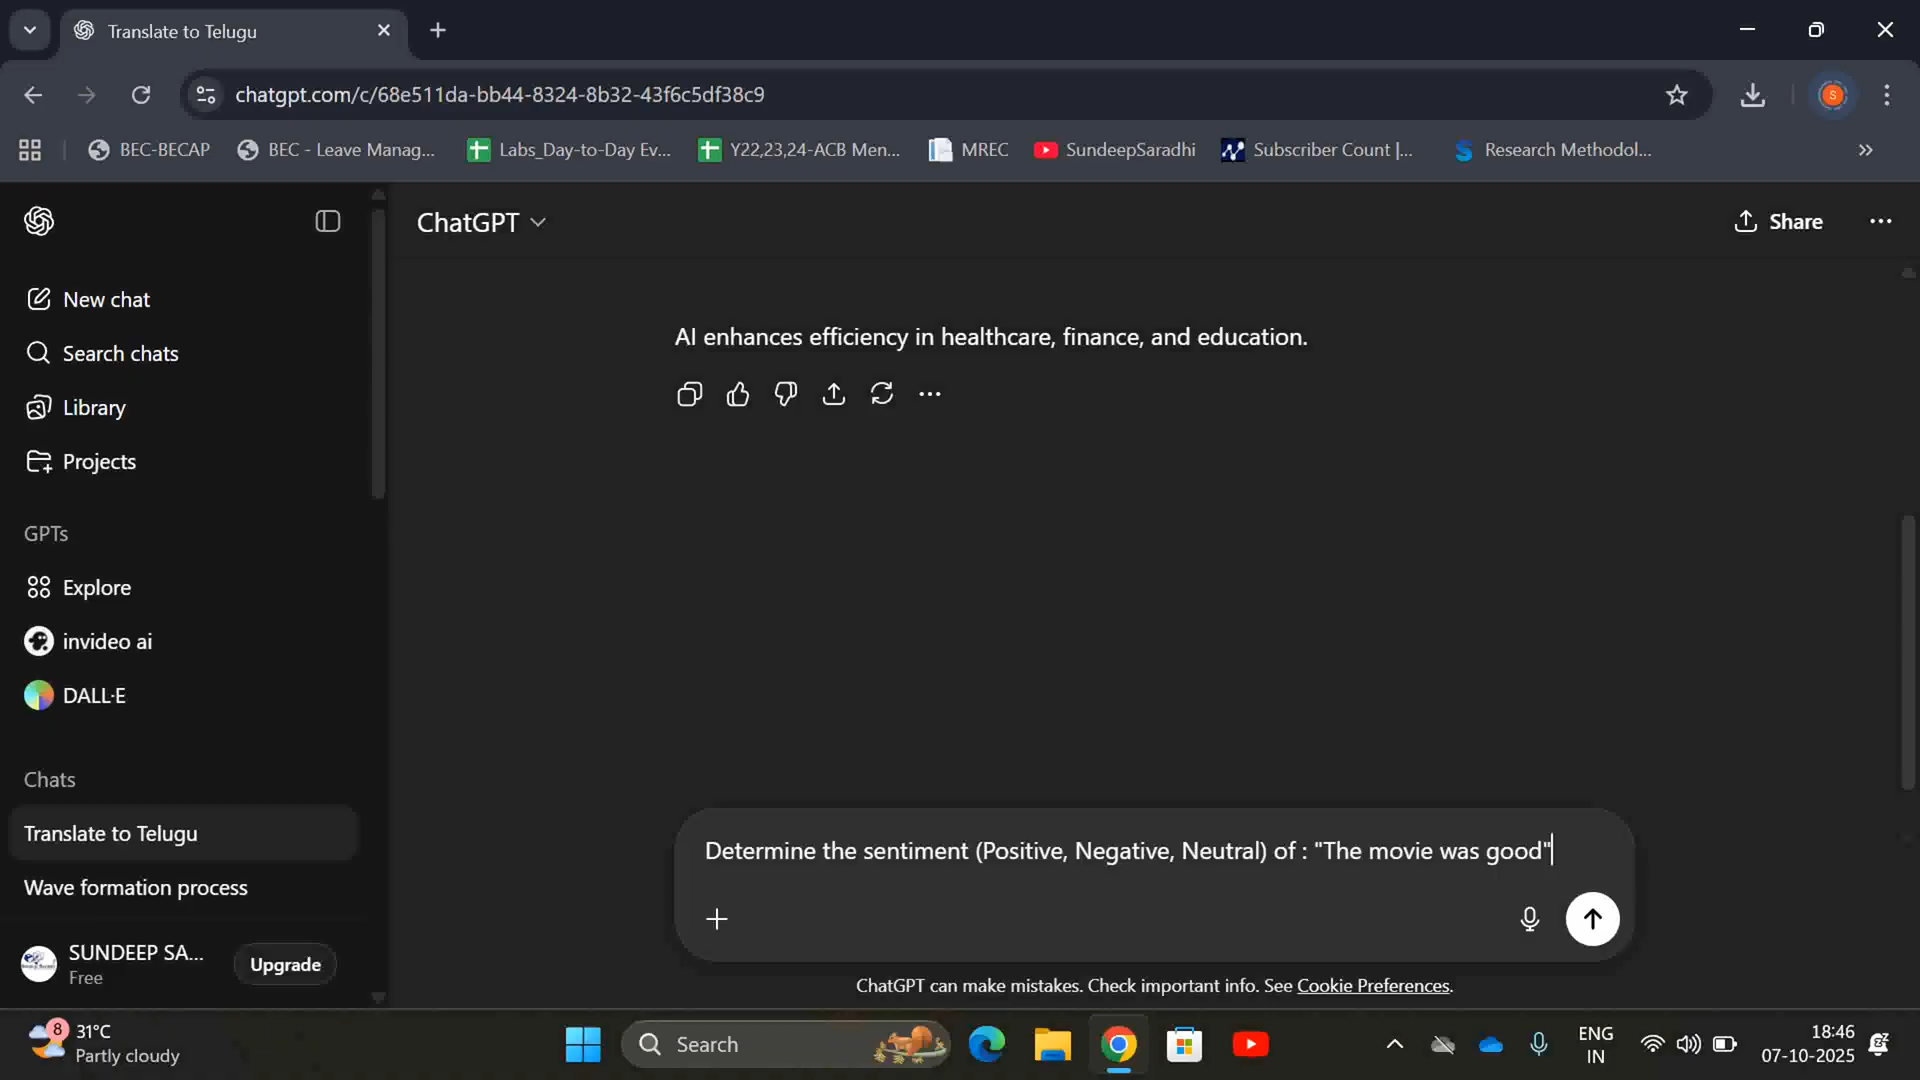 Translate to Telugu
chatgpt.com/c/68e511da-bb44-8324-8b32-43f6c5df38c9
S
BEC-BECAP
BEC - Leave Manag...
Labs_Day-to-Day Ev...
Y22,23,24-ACB Men...
MREC
SundeepSaradhi
Subscriber Count |...
Research Methodol...
ChatGPT
Share
New chat
Search chats
Library
Projects
GPTs
Explore
invideo ai
DALL·E
Chats
Translate to Telugu
Wave formation process
SUNDEEP SA...
Free
Upgrade
AI enhances efficiency in healthcare, finance, and education.
Determine the sentiment (Positive, Negative, Neutral) of : "The movie was good"
ChatGPT can make mistakes. Check important info. See Cookie Preferences.
8
31°C
Partly cloudy
Search
ENG
IN
18:46
07-10-2025